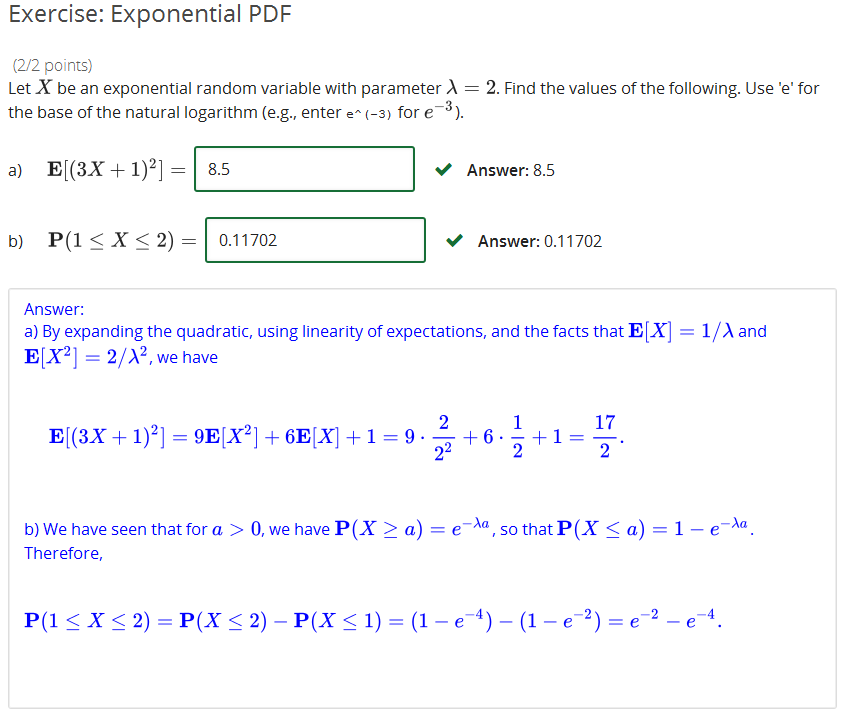 Exercise: Exponential PDF
(2/2 points)
Let X be an exponential random variable with parameter λ = 2. Find the values of the following. Use 'e' for
the base of the natural logarithm (e.g., enter e^(-3) for e⁻³).
a) E[(3X + 1)²] = 8.5 ✔ Answer: 8.5
b) P(1 ≤ X ≤ 2) = 0.11702 ✔ Answer: 0.11702
Answer:
a) By expanding the quadratic, using linearity of expectations, and the facts that E[X] = 1/λ and
E[X²] = 2/λ², we have
E[(3X + 1)²] = 9E[X²] + 6E[X] + 1 = 9 · 2/2² + 6 · 1/2 + 1 = 17/2.
b) We have seen that for a > 0, we have P(X ≥ a) = e^{−λa}, so that P(X ≤ a) = 1 − e^{−λa}.
Therefore,
P(1 ≤ X ≤ 2) = P(X ≤ 2) − P(X ≤ 1) = (1 − e⁻⁴) − (1 − e⁻²) = e⁻² − e⁻⁴.